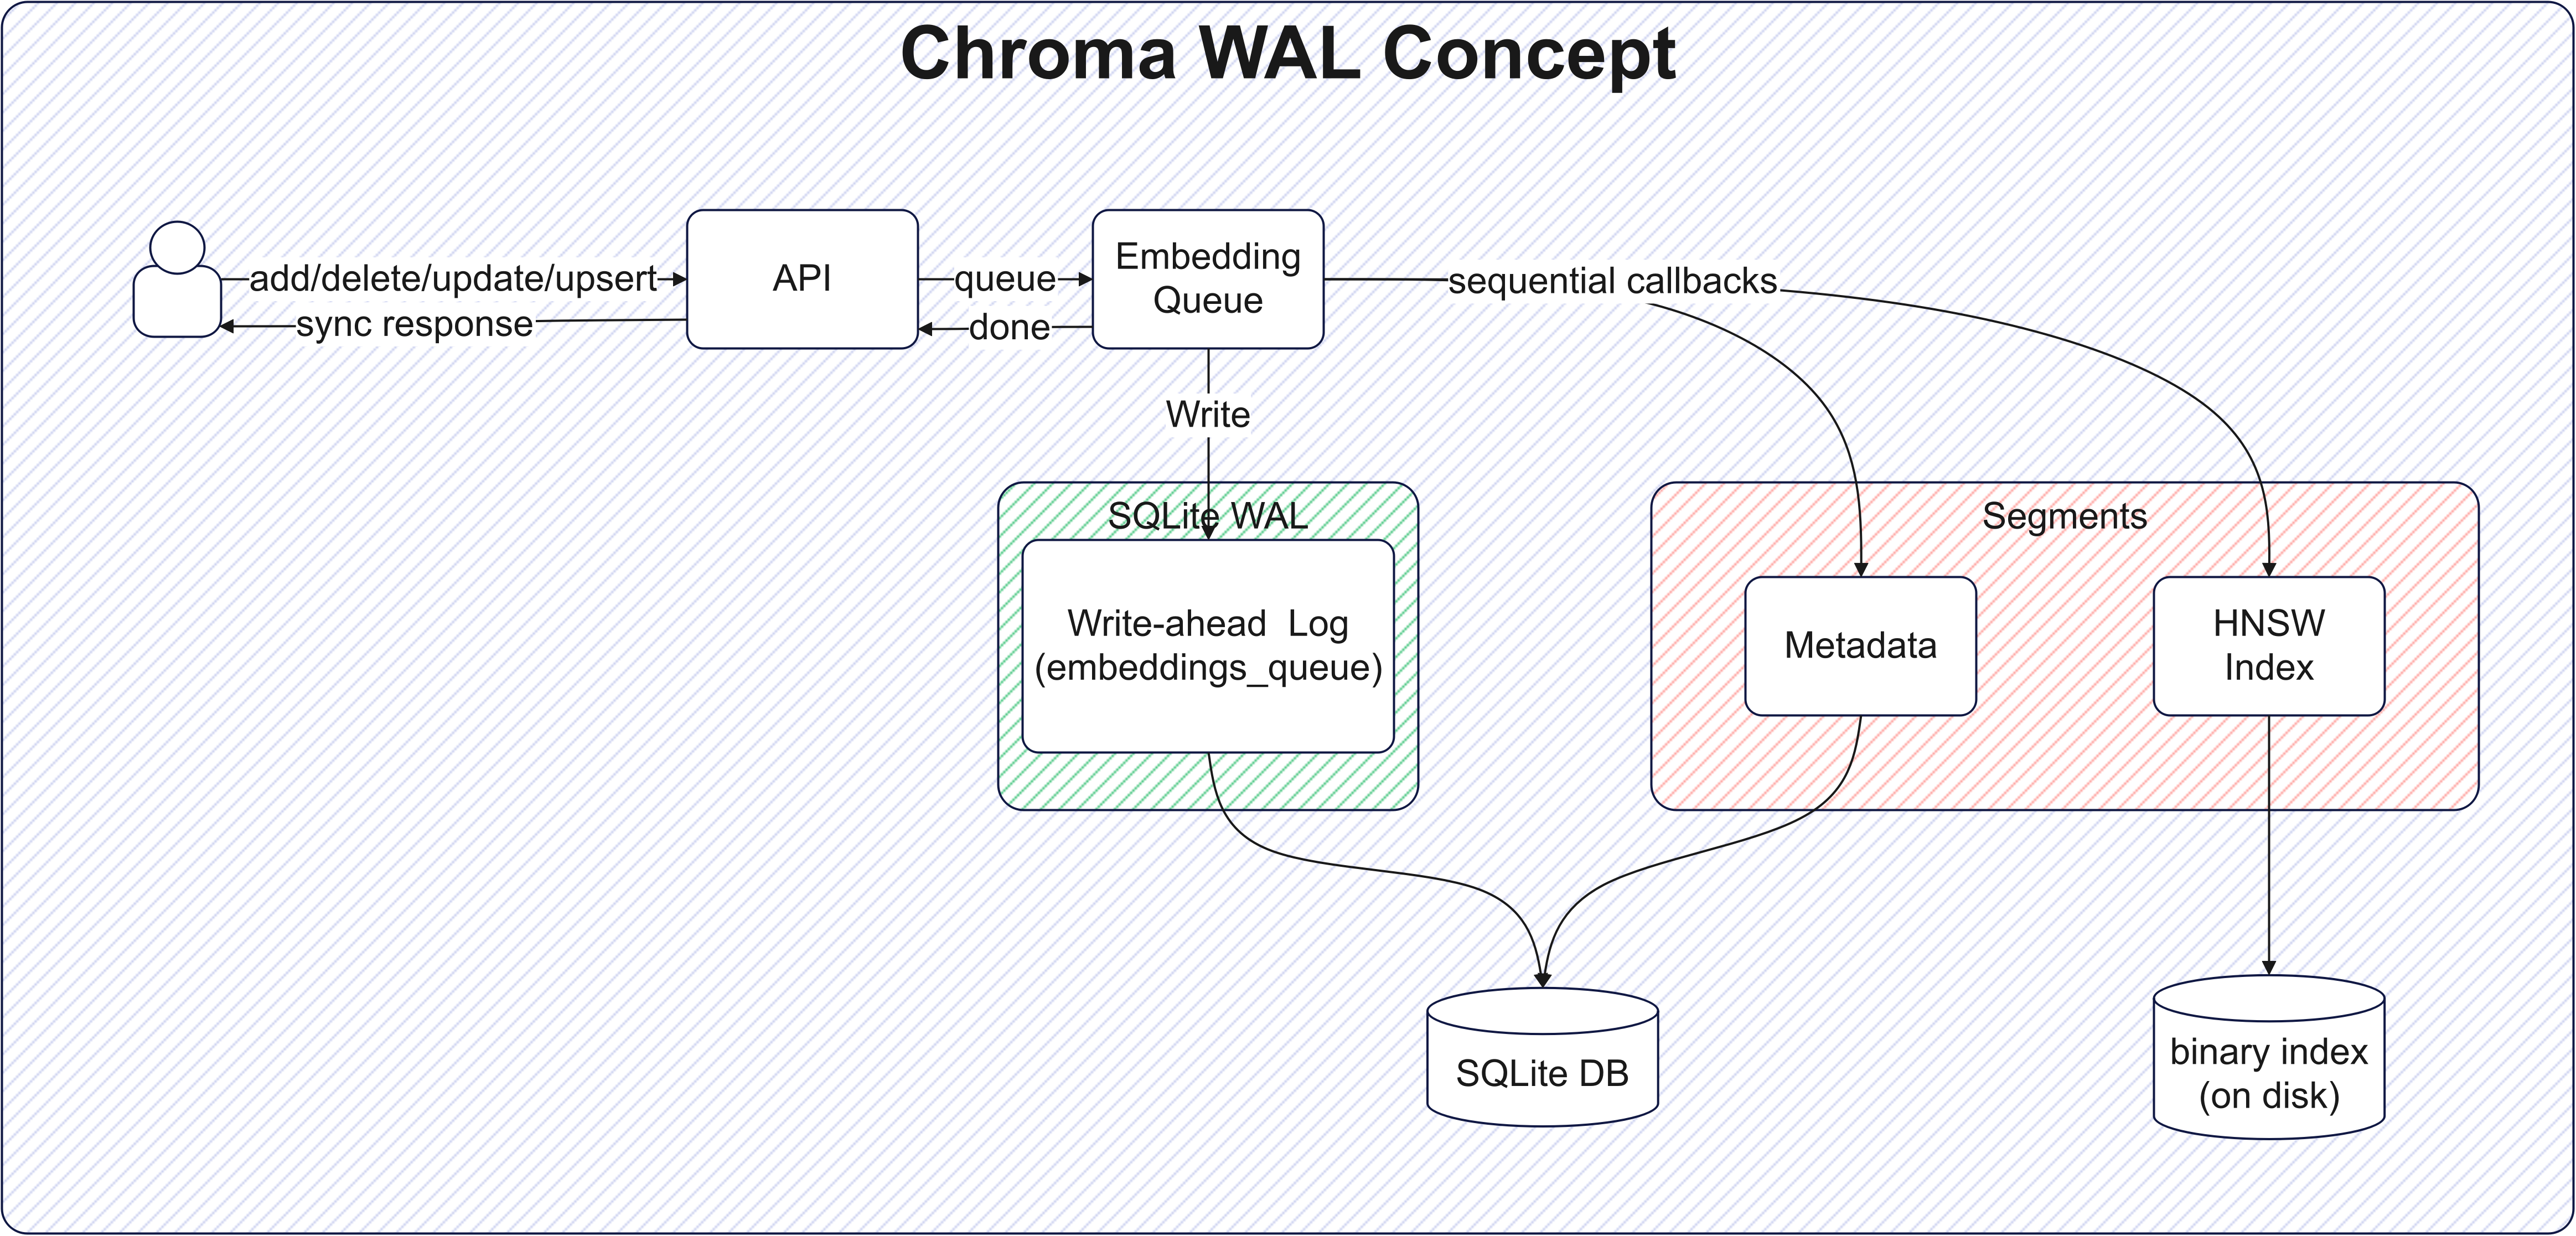 Chroma WAL Concept
add/delete/update/upsert
sync response
API
queue
done
Embedding
Queue
sequential callbacks
Write
SQLite WAL
Write-ahead  Log
(embeddings_queue)
Segments
Metadata
HNSW
Index
SQLite DB
binary index
(on disk)